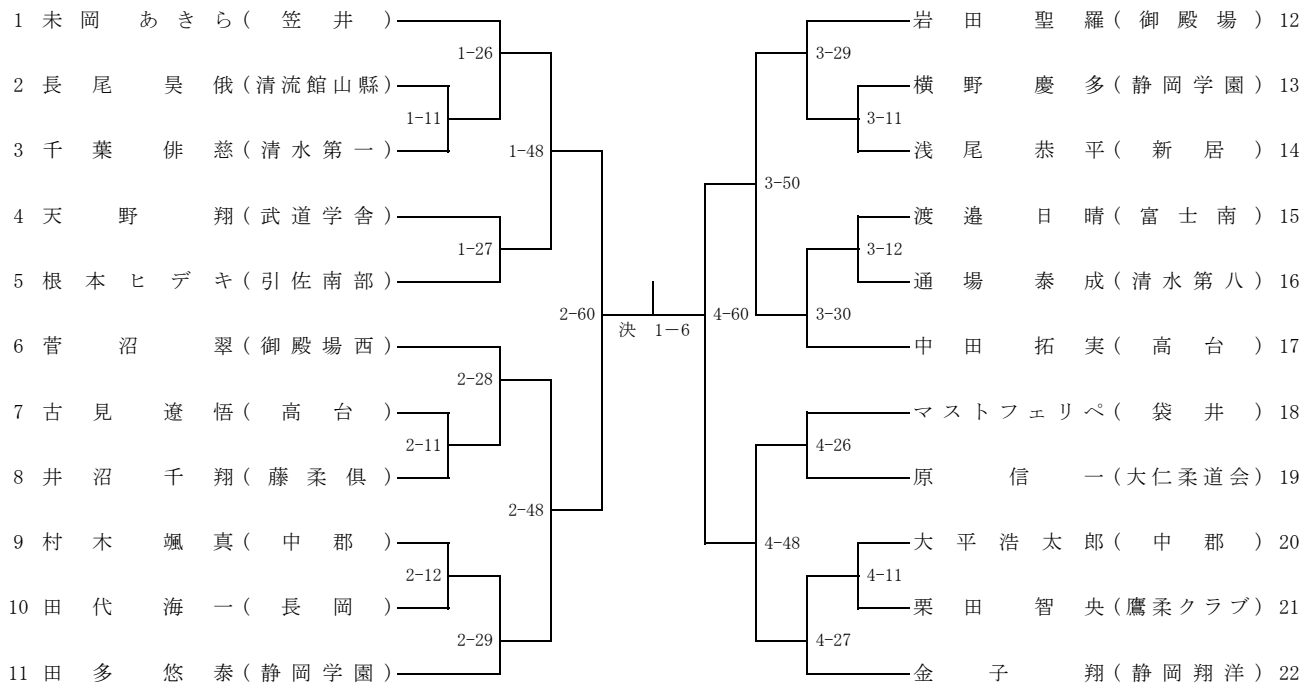 1 未岡 あきら(笠井)
岩田 聖羅(御殿場) 12
1-26
3-29
2 長尾 昊俄(清流館山縣)
横野 慶多(静岡学園) 13
1-11
3-11
3 千葉 俳慈(清水第一)
1-48
浅尾 恭平(新居) 14
3-50
4 天野 翔(武道学舎)
渡邉 日晴(富士南) 15
1-27
3-12
5 根本ヒデキ(引佐南部)
通場 泰成(清水第八) 16
2-60
決 1-6
4-60
3-30
6 菅沼 翠(御殿場西)
中田 拓実(高台) 17
2-28
7 古見 遼悟(高台)
マストフェリペ(袋井) 18
2-11
4-26
8 井沼 千翔(藤柔倶)
原 信一(大仁柔道会) 19
2-48
9 村木 颯真(中郡)
4-48
大平浩太郎(中郡) 20
2-12
4-11
10 田代 海一(長岡)
栗田 智央(鷹柔クラブ) 21
2-29
4-27
11 田多 悠泰(静岡学園)
金子 翔(静岡翔洋) 22